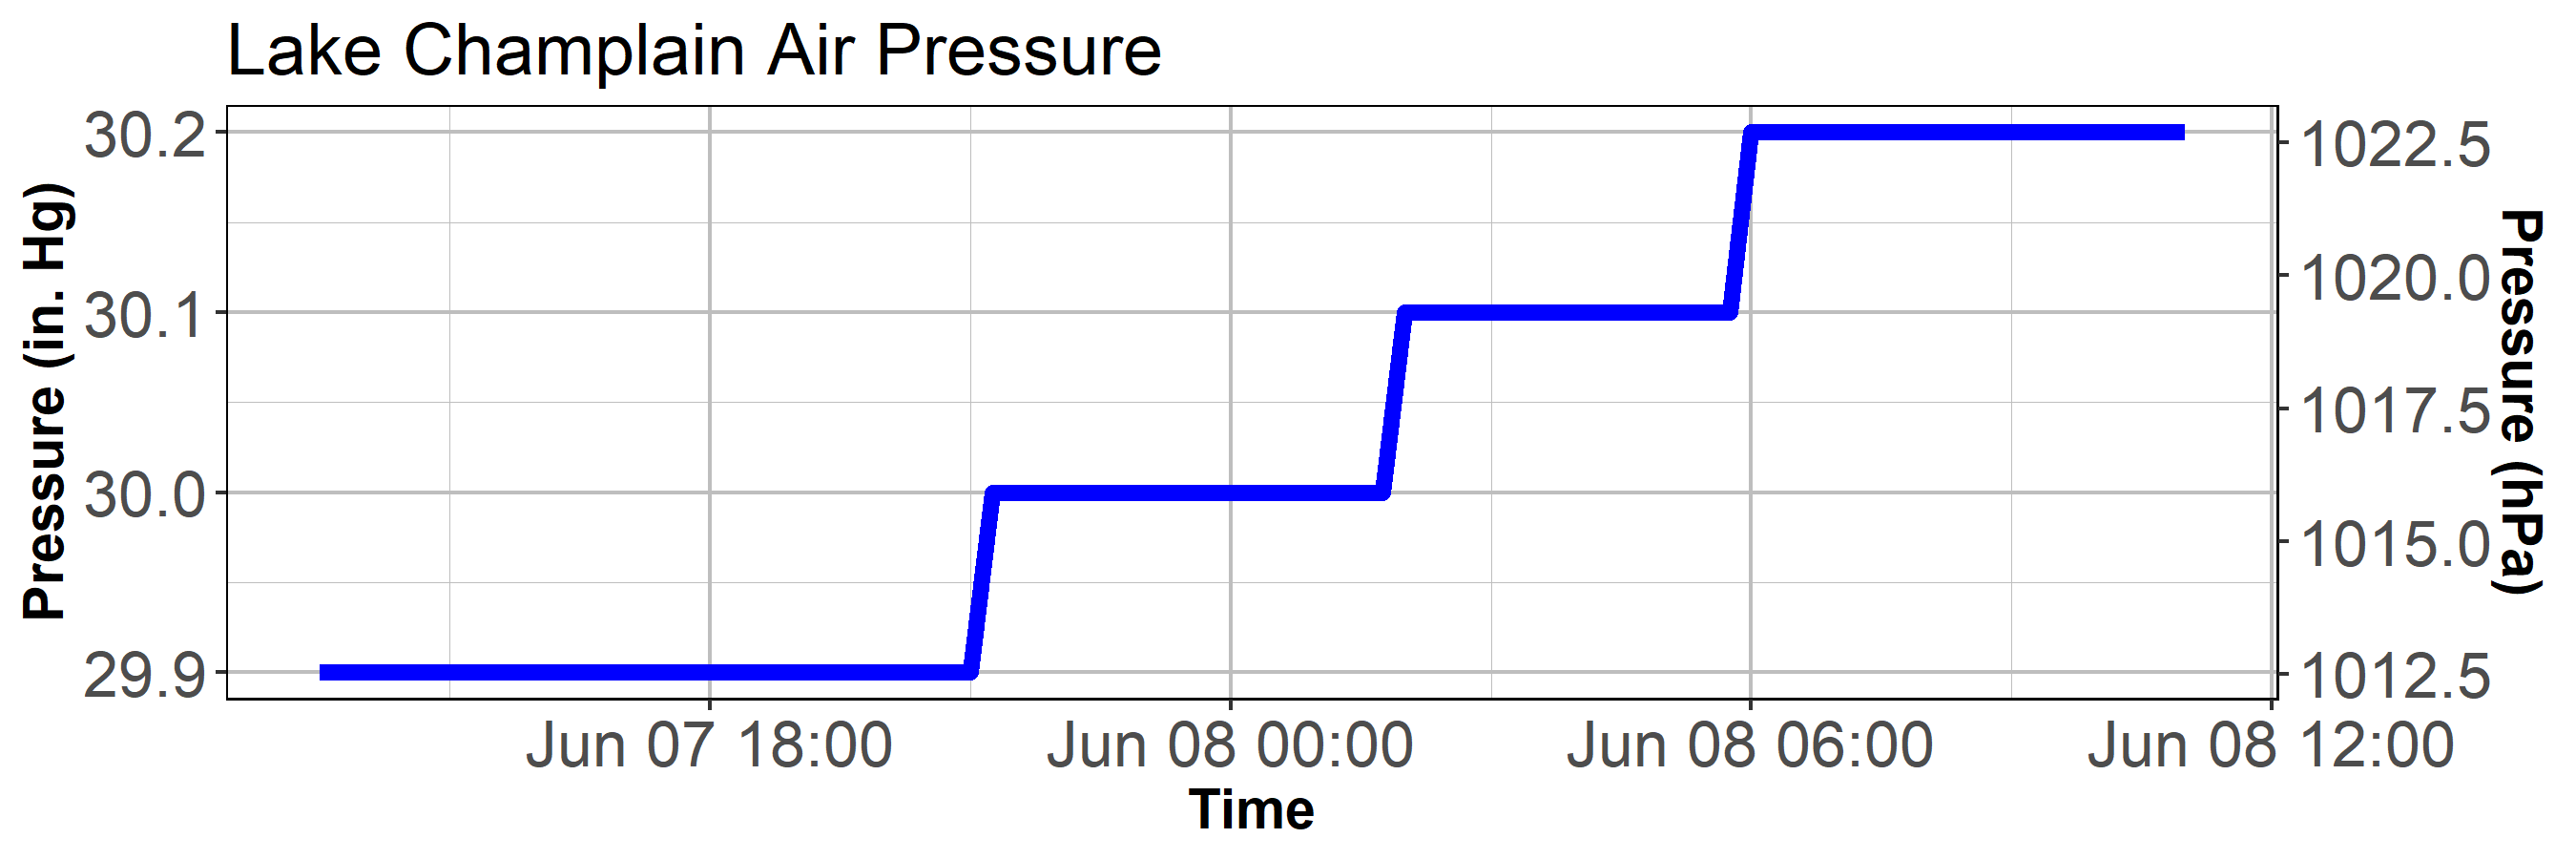 Lake Champlain Air Pressure
Pressure (in. Hg)
30.2
30.1
30.0
29.9
1022.5
1020.0
1017.5
1015.0
1012.5
Pressure (hPa)
Jun 07 18:00
Jun 08 00:00
Jun 08 06:00
Jun 08 12:00
Time